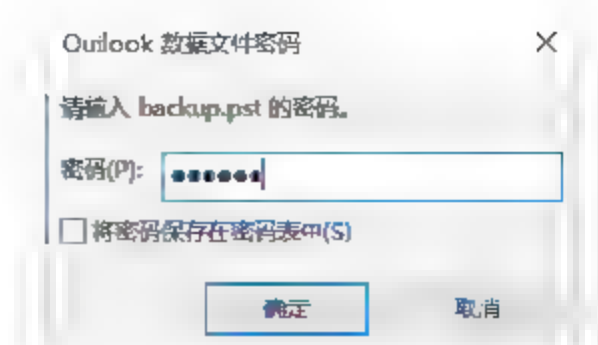 Outlook 数据文件密码
请输入 backup.pst 的密码。
密码(P): ●●●●●●
将密码保存在密码表中(S)
确定 取消